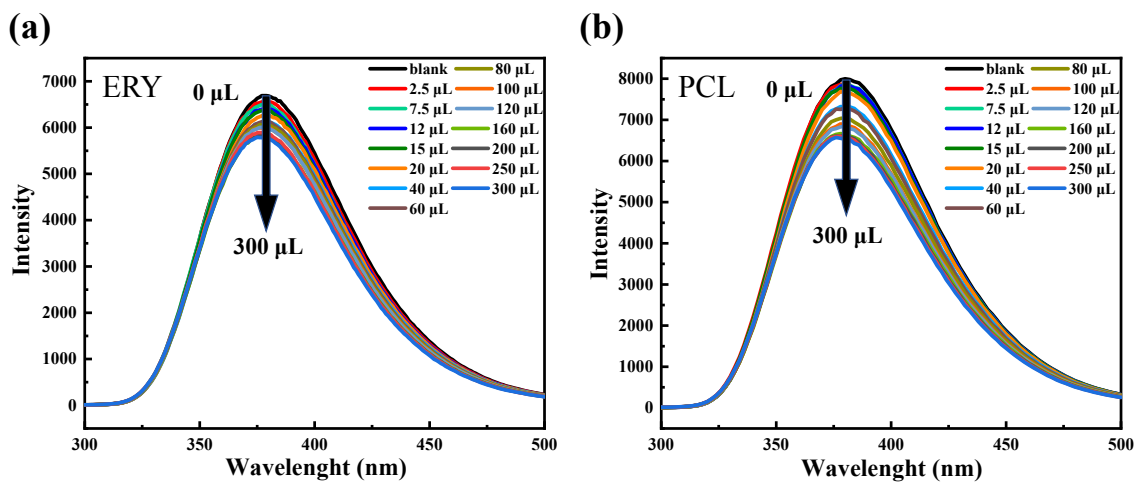 (a)
ERY
0 µL
300 µL
blank
2.5 µL
7.5 µL
12 µL
15 µL
20 µL
40 µL
60 µL
80 µL
100 µL
120 µL
160 µL
200 µL
250 µL
300 µL
Intensity
7000
6000
5000
4000
3000
2000
1000
0
300
350
400
450
500
Wavelenght (nm)
(b)
PCL
0 µL
300 µL
blank
2.5 µL
7.5 µL
12 µL
15 µL
20 µL
40 µL
60 µL
80 µL
100 µL
120 µL
160 µL
200 µL
250 µL
300 µL
Intensity
8000
7000
6000
5000
4000
3000
2000
1000
0
300
350
400
450
500
Wavelenght (nm)